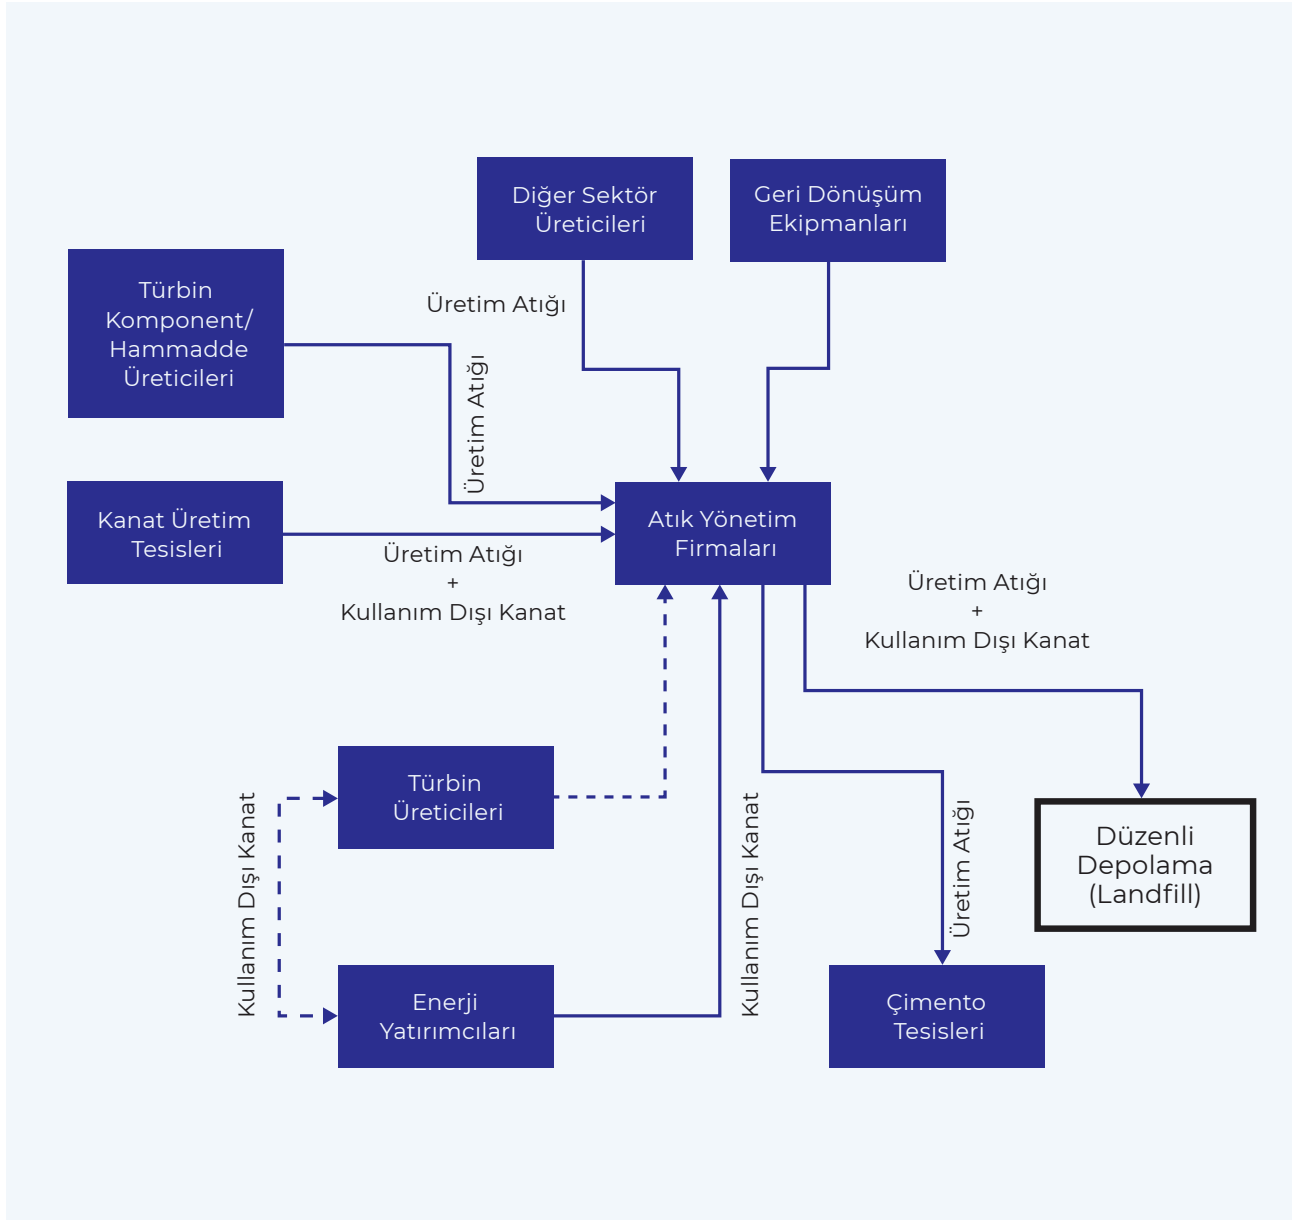 Diğer Sektör
Üreticileri
Geri Dönüşüm
Ekipmanları
Türbin
Komponent/
Hammadde
Üreticileri
Üretim Atığı
Üretim Atığı
Kanat Üretim
Tesisleri
Atık Yönetim
Firmaları
Üretim Atığı
+
Kullanım Dışı Kanat
Üretim Atığı
+
Kullanım Dışı Kanat
Türbin
Üreticileri
Kullanım Dışı Kanat
Kullanım Dışı Kanat
Üretim Atığı
Düzenli
Depolama
(Landfill)
Enerji
Yatırımcıları
Çimento
Tesisleri